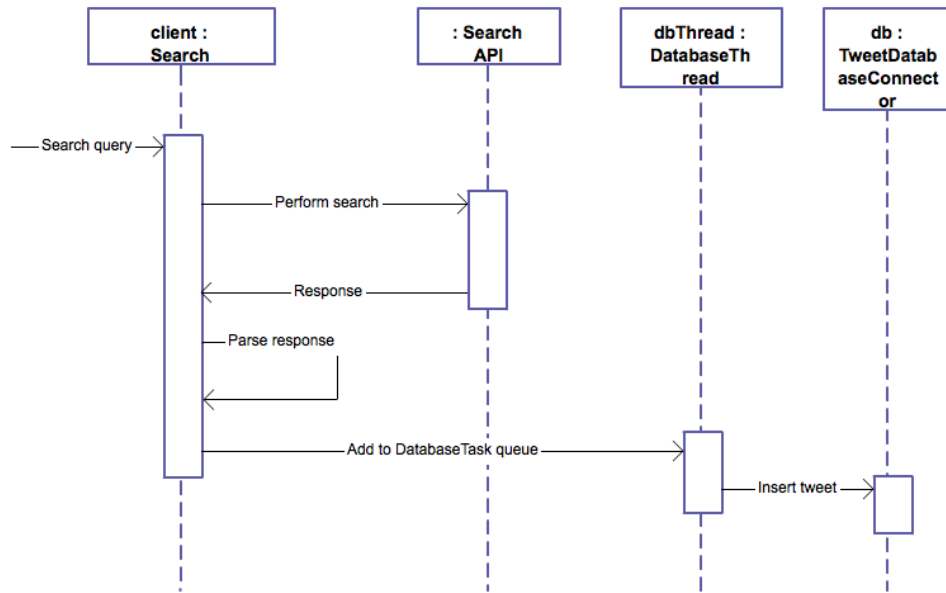 client :
Search
: Search
API
dbThread :
DatabaseTh
read
db :
TweetDatab
aseConnect
or
Search query
Perform search
Response
Parse response
Add to DatabaseTask queue
Insert tweet